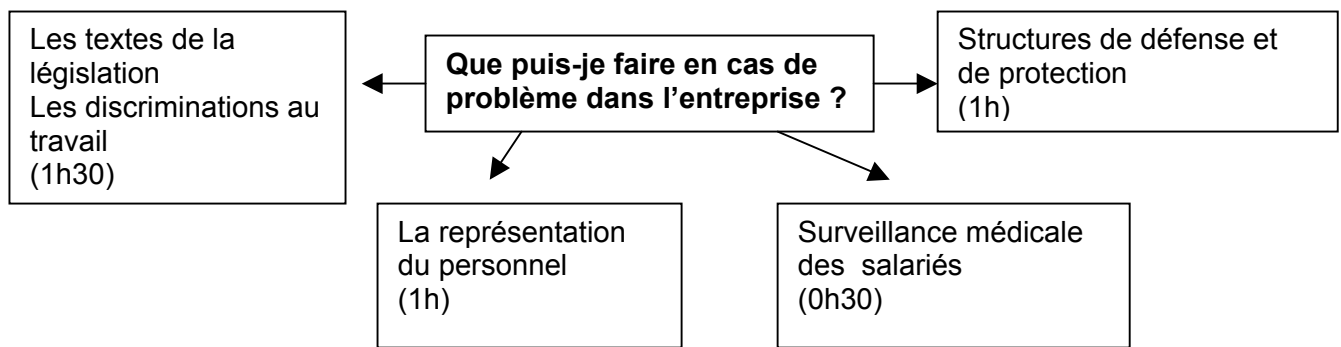 Les textes de la
législation
Les discriminations au
travail
(1h30)
Que puis-je faire en cas de
problème dans l’entreprise ?
Structures de défense et
de protection
(1h)
La représentation
du personnel
(1h)
Surveillance médicale
des  salariés
(0h30)